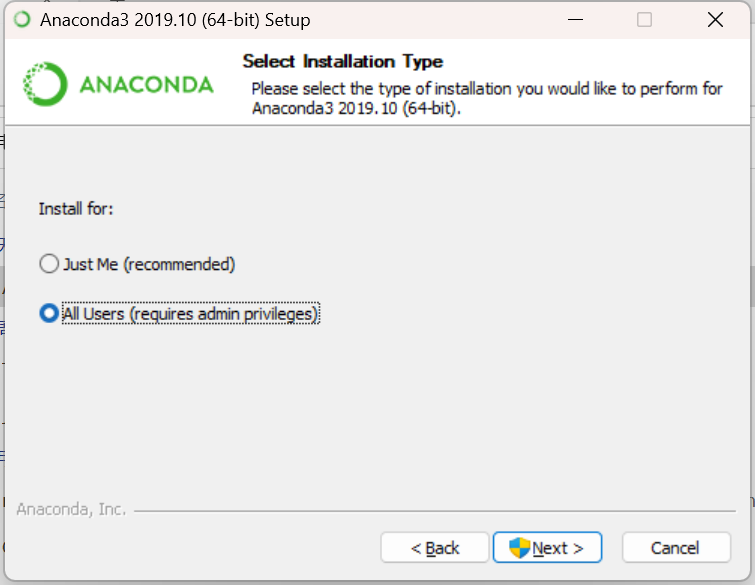 Anaconda3 2019.10 (64-bit) Setup
ANACONDA
Select Installation Type
Please select the type of installation you would like to perform for
Anaconda3 2019.10 (64-bit).
Install for:
Just Me (recommended)
All Users (requires admin privileges)
Anaconda, Inc.
< Back
Next >
Cancel